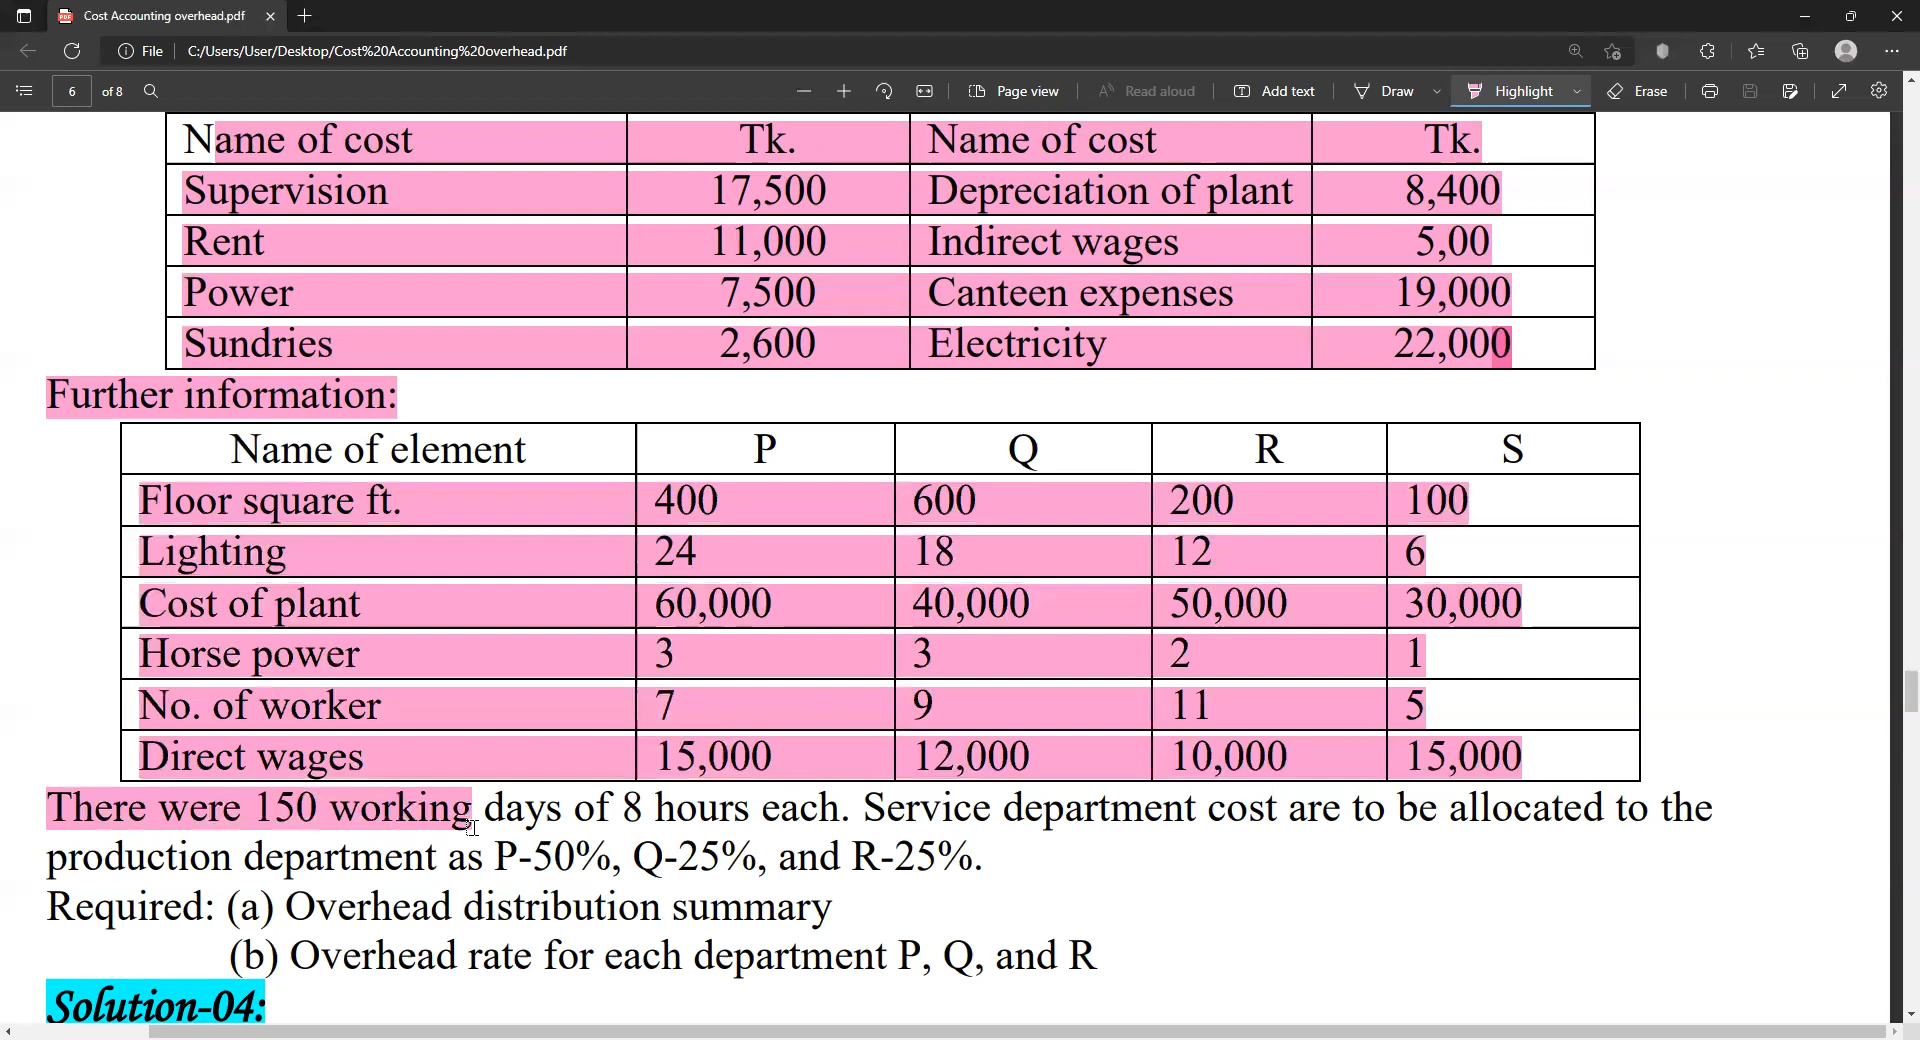 Cost Accounting overhead.pdf
File C:/Users/User/Desktop/Cost%20Accounting%20overhead.pdf
6 of 8 Page view Read aloud Add text Draw Highlight Erase
Name of cost Tk. Name of cost Tk.
Supervision 17,500 Depreciation of plant 8,400
Rent 11,000 Indirect wages 5,00
Power 7,500 Canteen expenses 19,000
Sundries 2,600 Electricity 22,000
Further information:
Name of element P Q R S
Floor square ft. 400 600 200 100
Lighting 24 18 12 6
Cost of plant 60,000 40,000 50,000 30,000
Horse power 3 3 2 1
No. of worker 7 9 11 5
Direct wages 15,000 12,000 10,000 15,000
There were 150 working days of 8 hours each. Service department cost are to be allocated to the
production department as P-50%, Q-25%, and R-25%.
Required: (a) Overhead distribution summary
(b) Overhead rate for each department P, Q, and R
Solution-04: